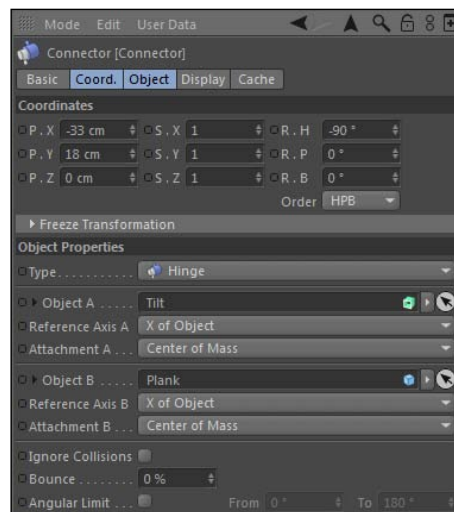 Mode Edit User Data
Connector [Connector]
Basic Coord. Object Display Cache
Coordinates
P . X -33 cm S . X 1 R . H -90 °
P . Y 18 cm S . Y 1 R . P 0 °
P . Z 0 cm S . Z 1 R . B 0 °
Order HPB
Freeze Transformation
Object Properties
Type . . . . . . . . . . Hinge
Object A . . . . . Tilt
Reference Axis A X of Object
Attachment A . . . Center of Mass
Object B . . . . . Plank
Reference Axis B X of Object
Attachment B . . . Center of Mass
Ignore Collisions
Bounce . . . . . . . . 0 %
Angular Limit . . . From 0 ° To 180 °